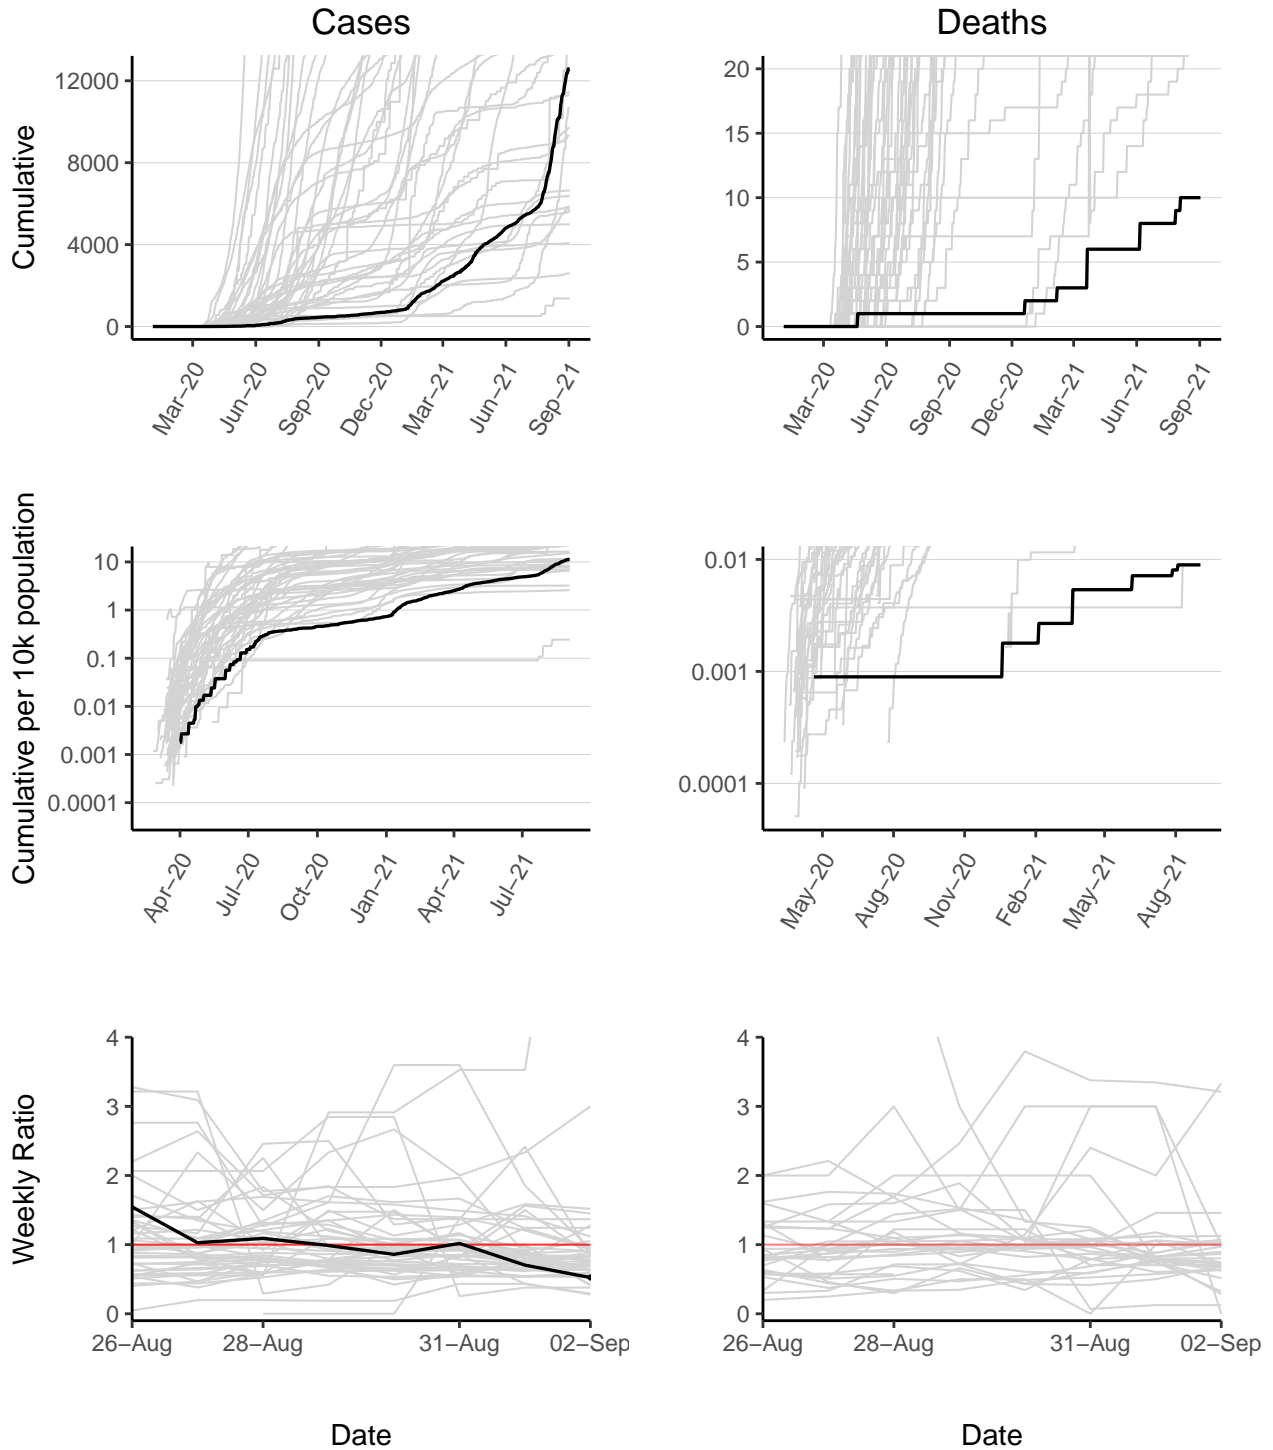 Cases
Deaths
Cumulative
12000
8000
4000
0
Mar–20
Jun–20
Sep–20
Dec–20
Mar–21
Jun–21
Sep–21
20
15
10
5
0
Mar–20
Jun–20
Sep–20
Dec–20
Mar–21
Jun–21
Sep–21
Cumulative per 10k population
10
1
0.1
0.01
0.001
0.0001
Apr–20
Jul–20
Oct–20
Jan–21
Apr–21
Jul–21
0.01
0.001
0.0001
May–20
Aug–20
Nov–20
Feb–21
May–21
Aug–21
Weekly Ratio
4
3
2
1
0
26–Aug
28–Aug
31–Aug
02–Sep
4
3
2
1
0
26–Aug
28–Aug
31–Aug
02–Sep
Date
Date